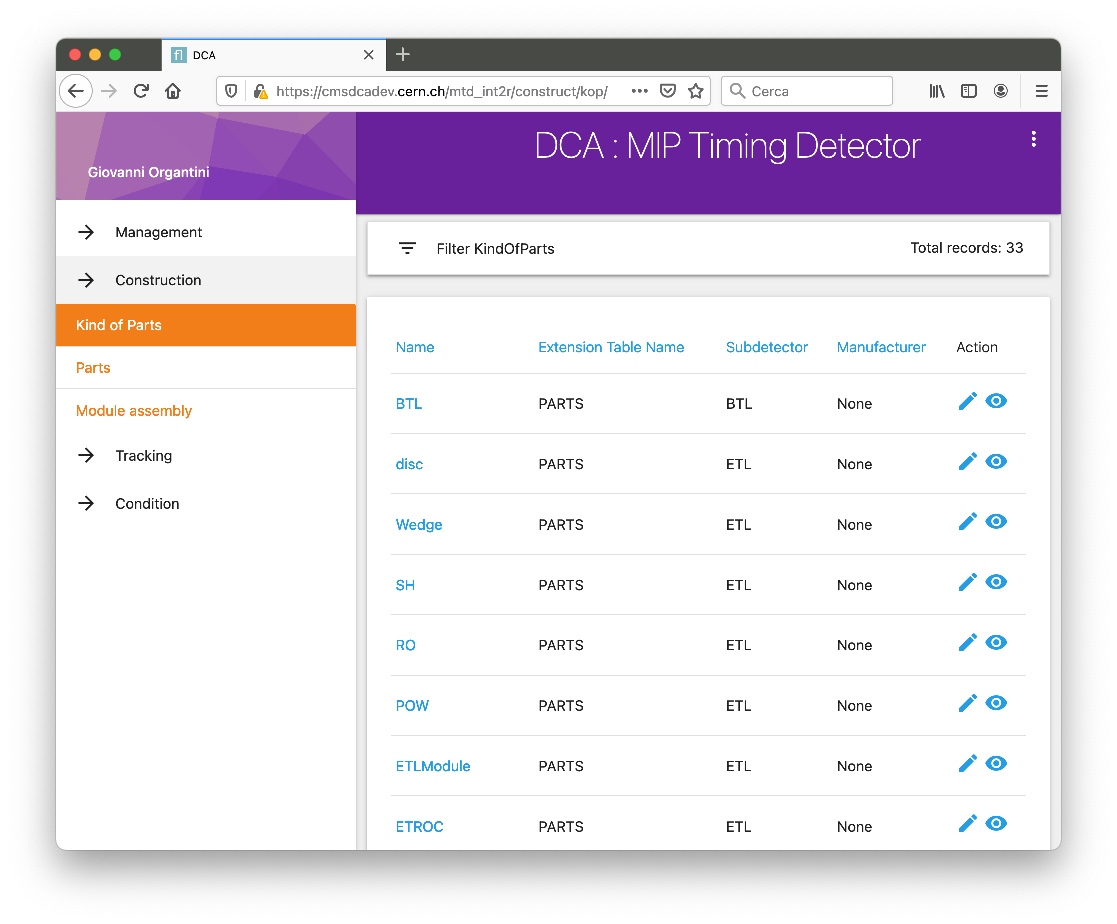 DCA
https://cmsdcadev.cern.ch/mtd_int2r/construct/kop/
Cerca
Giovanni Organtini
DCA : MIP Timing Detector
Management
Construction
Kind of Parts
Parts
Module assembly
Tracking
Condition
Filter KindOfParts Total records: 33
Name Extension Table Name Subdetector Manufacturer Action
BTL PARTS BTL None
disc PARTS ETL None
Wedge PARTS ETL None
SH PARTS ETL None
RO PARTS ETL None
POW PARTS ETL None
ETLModule PARTS ETL None
ETROC PARTS ETL None